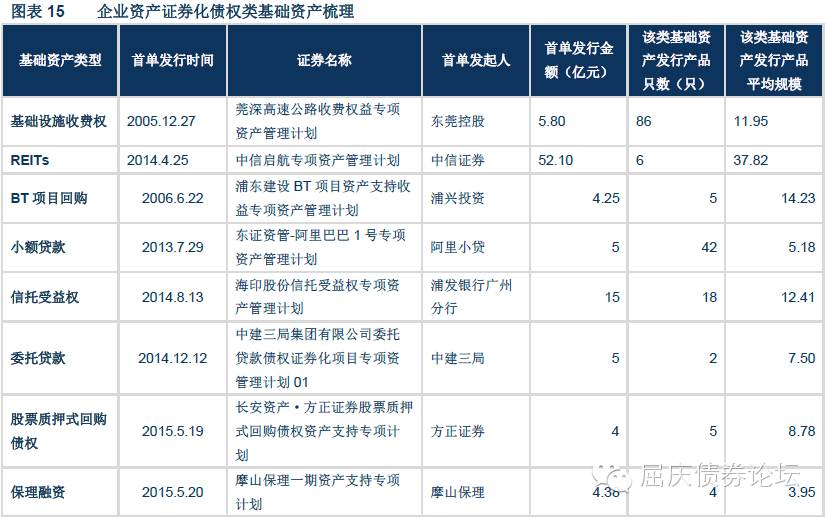 图表 15 企业资产证券化债权类基础资产梳理
基础资产类型 首单发行时间 证券名称 首单发起人 首单发行金额（亿元） 该类基础资产发行产品只数（只） 该类基础资产发行产品平均规模
基础设施收费权 2005.12.27 莞深高速公路收费权益专项资产管理计划 东莞控股 5.80 86 11.95
REITs 2014.4.25 中信启航专项资产管理计划 中信证券 52.10 6 37.82
BT 项目回购 2006.6.22 浦东建设 BT 项目资产支持收益专项资产管理计划 浦兴投资 4.25 5 14.23
小额贷款 2013.7.29 东证资管-阿里巴巴 1 号专项资产管理计划 阿里小贷 5 42 5.18
信托受益权 2014.8.13 海印股份信托受益权专项资产管理计划 浦发银行广州分行 15 18 12.41
委托贷款 2014.12.12 中建三局集团有限公司委托贷款债权证券化项目专项资管理计划 01 中建三局 5 2 7.50
股票质押式回购债权 2015.5.19 长安资产·方正证券股票质押式回购债权资产支持专项计划 方正证券 4 5 8.78
保理融资 2015.5.20 摩山保理一期资产支持专项计划 摩山保理 4.38 4 3.95
屈庆债券论坛